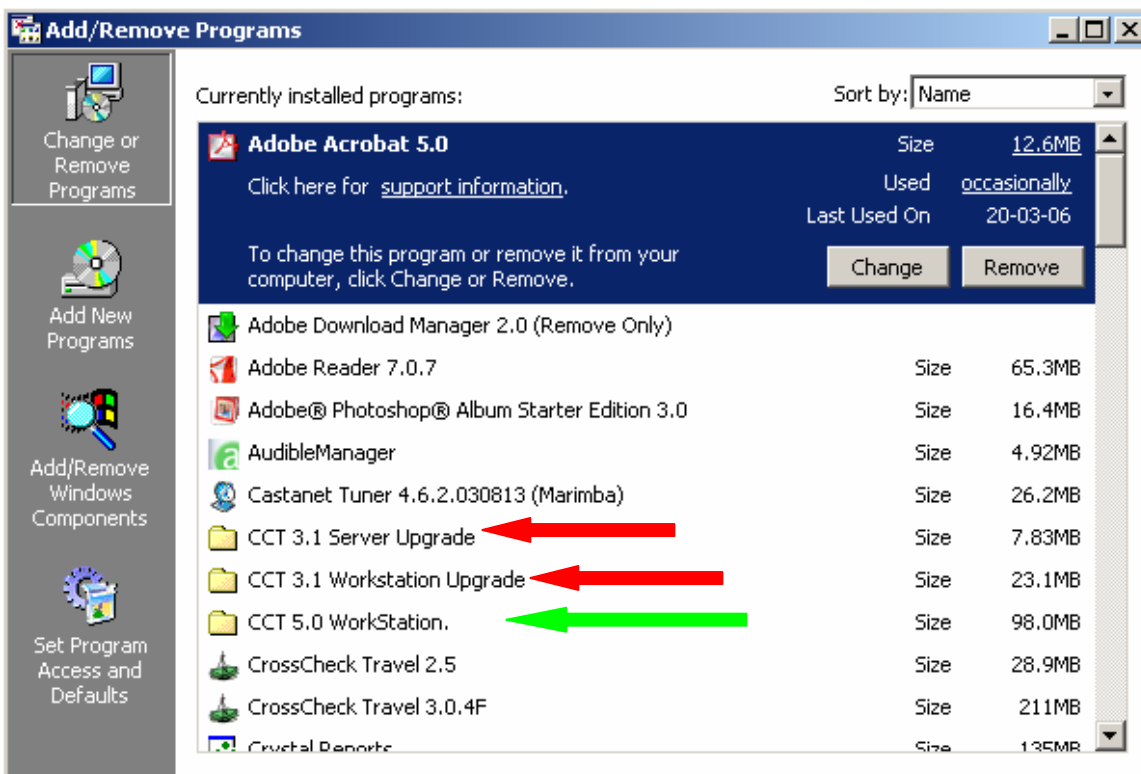 Add/Remove Programs
Change or
Remove
Programs
Add New
Programs
Add/Remove
Windows
Components
Set Program
Access and
Defaults
Currently installed programs:
Sort by: Name
Adobe Acrobat 5.0 Size 12.6MB
Click here for support information. Used occasionally
Last Used On 20-03-06
To change this program or remove it from your
computer, click Change or Remove.
Change Remove
Adobe Download Manager 2.0 (Remove Only)
Adobe Reader 7.0.7 Size 65.3MB
Adobe® Photoshop® Album Starter Edition 3.0 Size 16.4MB
AudibleManager Size 4.92MB
Castanet Tuner 4.6.2.030813 (Marimba) Size 26.2MB
CCT 3.1 Server Upgrade Size 7.83MB
CCT 3.1 Workstation Upgrade Size 23.1MB
CCT 5.0 WorkStation. Size 98.0MB
CrossCheck Travel 2.5 Size 28.9MB
CrossCheck Travel 3.0.4F Size 211MB
Crystal Reports Size 135MB